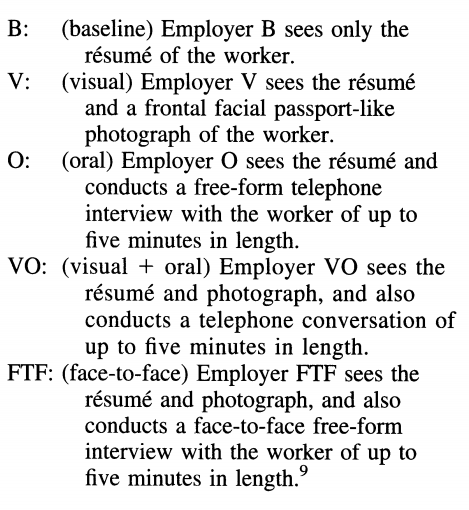 B: (baseline) Employer B sees only the
résumé of the worker.
V: (visual) Employer V sees the résumé
and a frontal facial passport-like
photograph of the worker.
O: (oral) Employer O sees the résumé and
conducts a free-form telephone
interview with the worker of up to
five minutes in length.
VO: (visual + oral) Employer VO sees the
résumé and photograph, and also
conducts a telephone conversation of
up to five minutes in length.
FTF: (face-to-face) Employer FTF sees the
résumé and photograph, and also
conducts a face-to-face free-form
interview with the worker of up to
five minutes in length.⁹